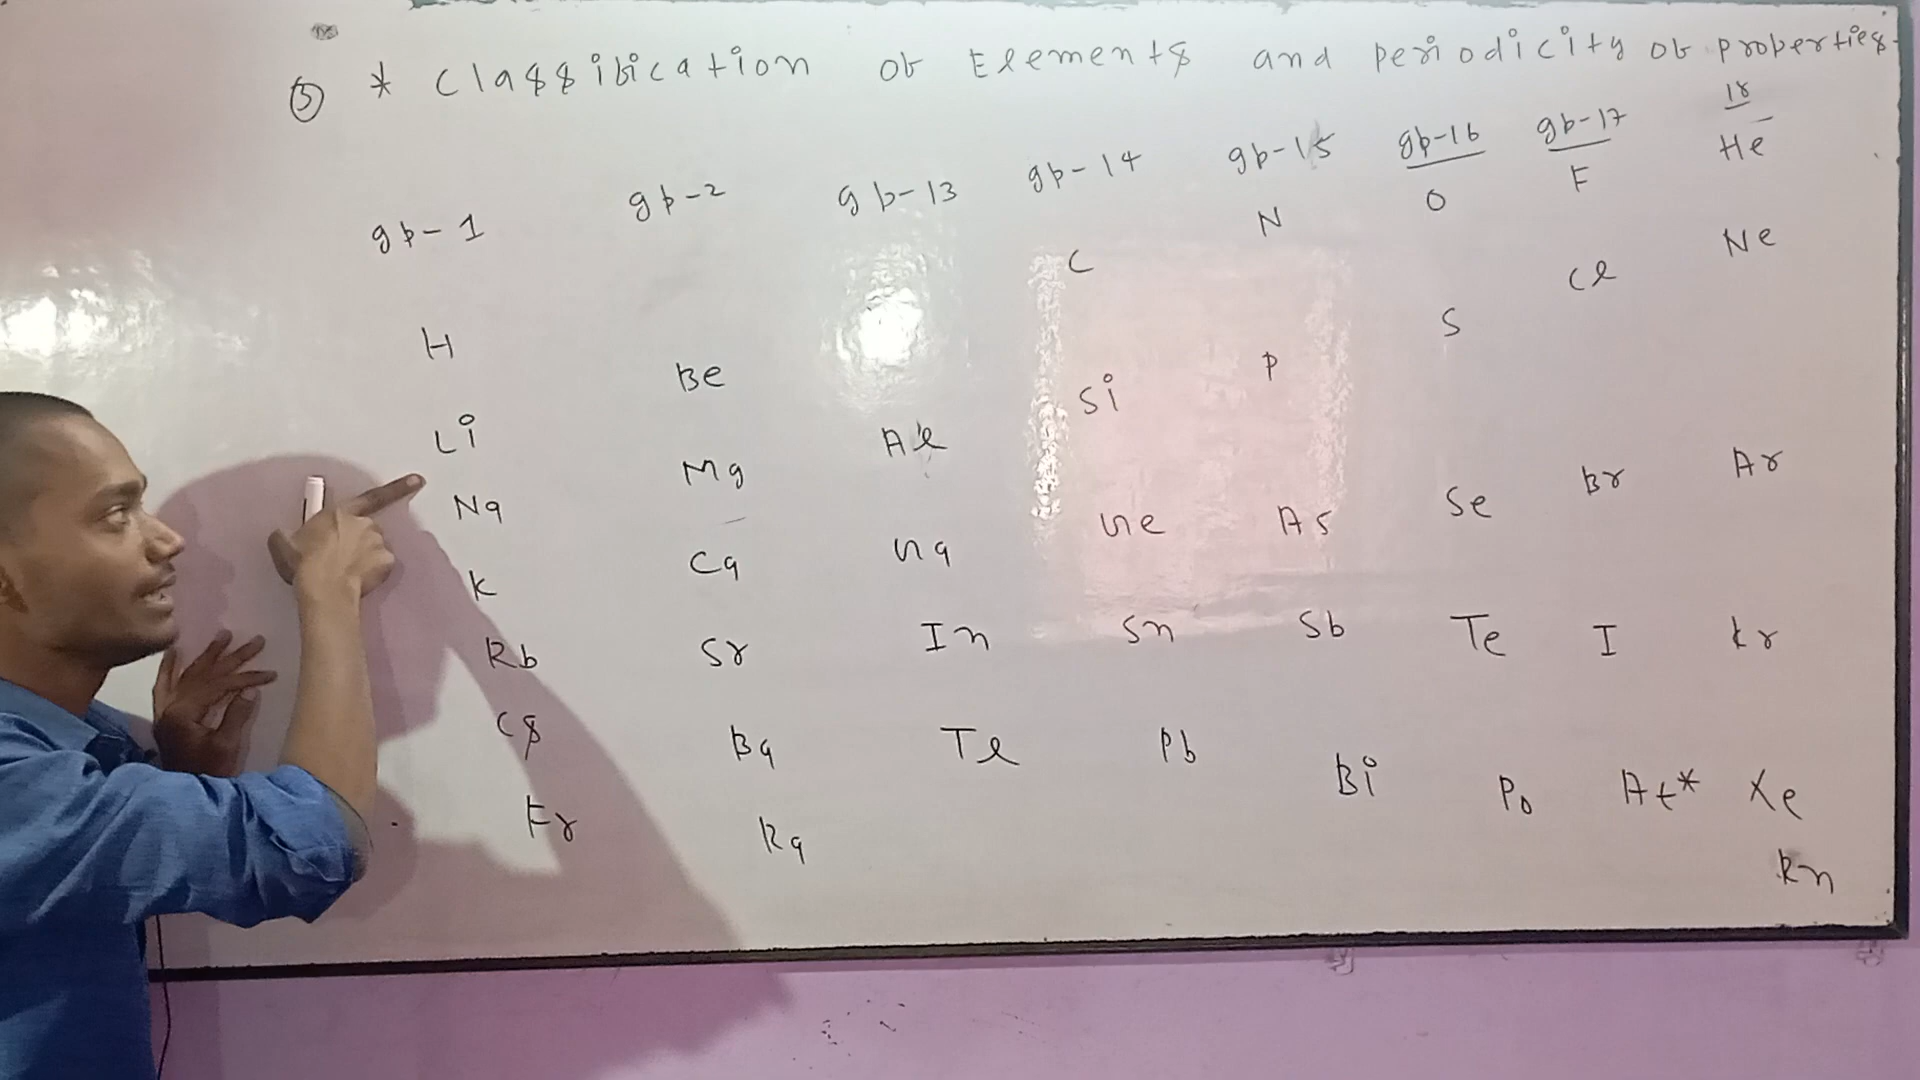 ⑤ * Classification of Elements and periodicity of properties
gp-1 gp-2 gp-13 gp-14 gp-15 gp-16 gp-17 18
H Be Al C N O F He
Li Mg Ga Si P S Cl Ne
Na Ca In Ge As Se Br Ar
K Sr Tl Sn Sb Te I Kr
Rb Ba Pb Bi Po At* Xe
Cs Ra Rn
Fr